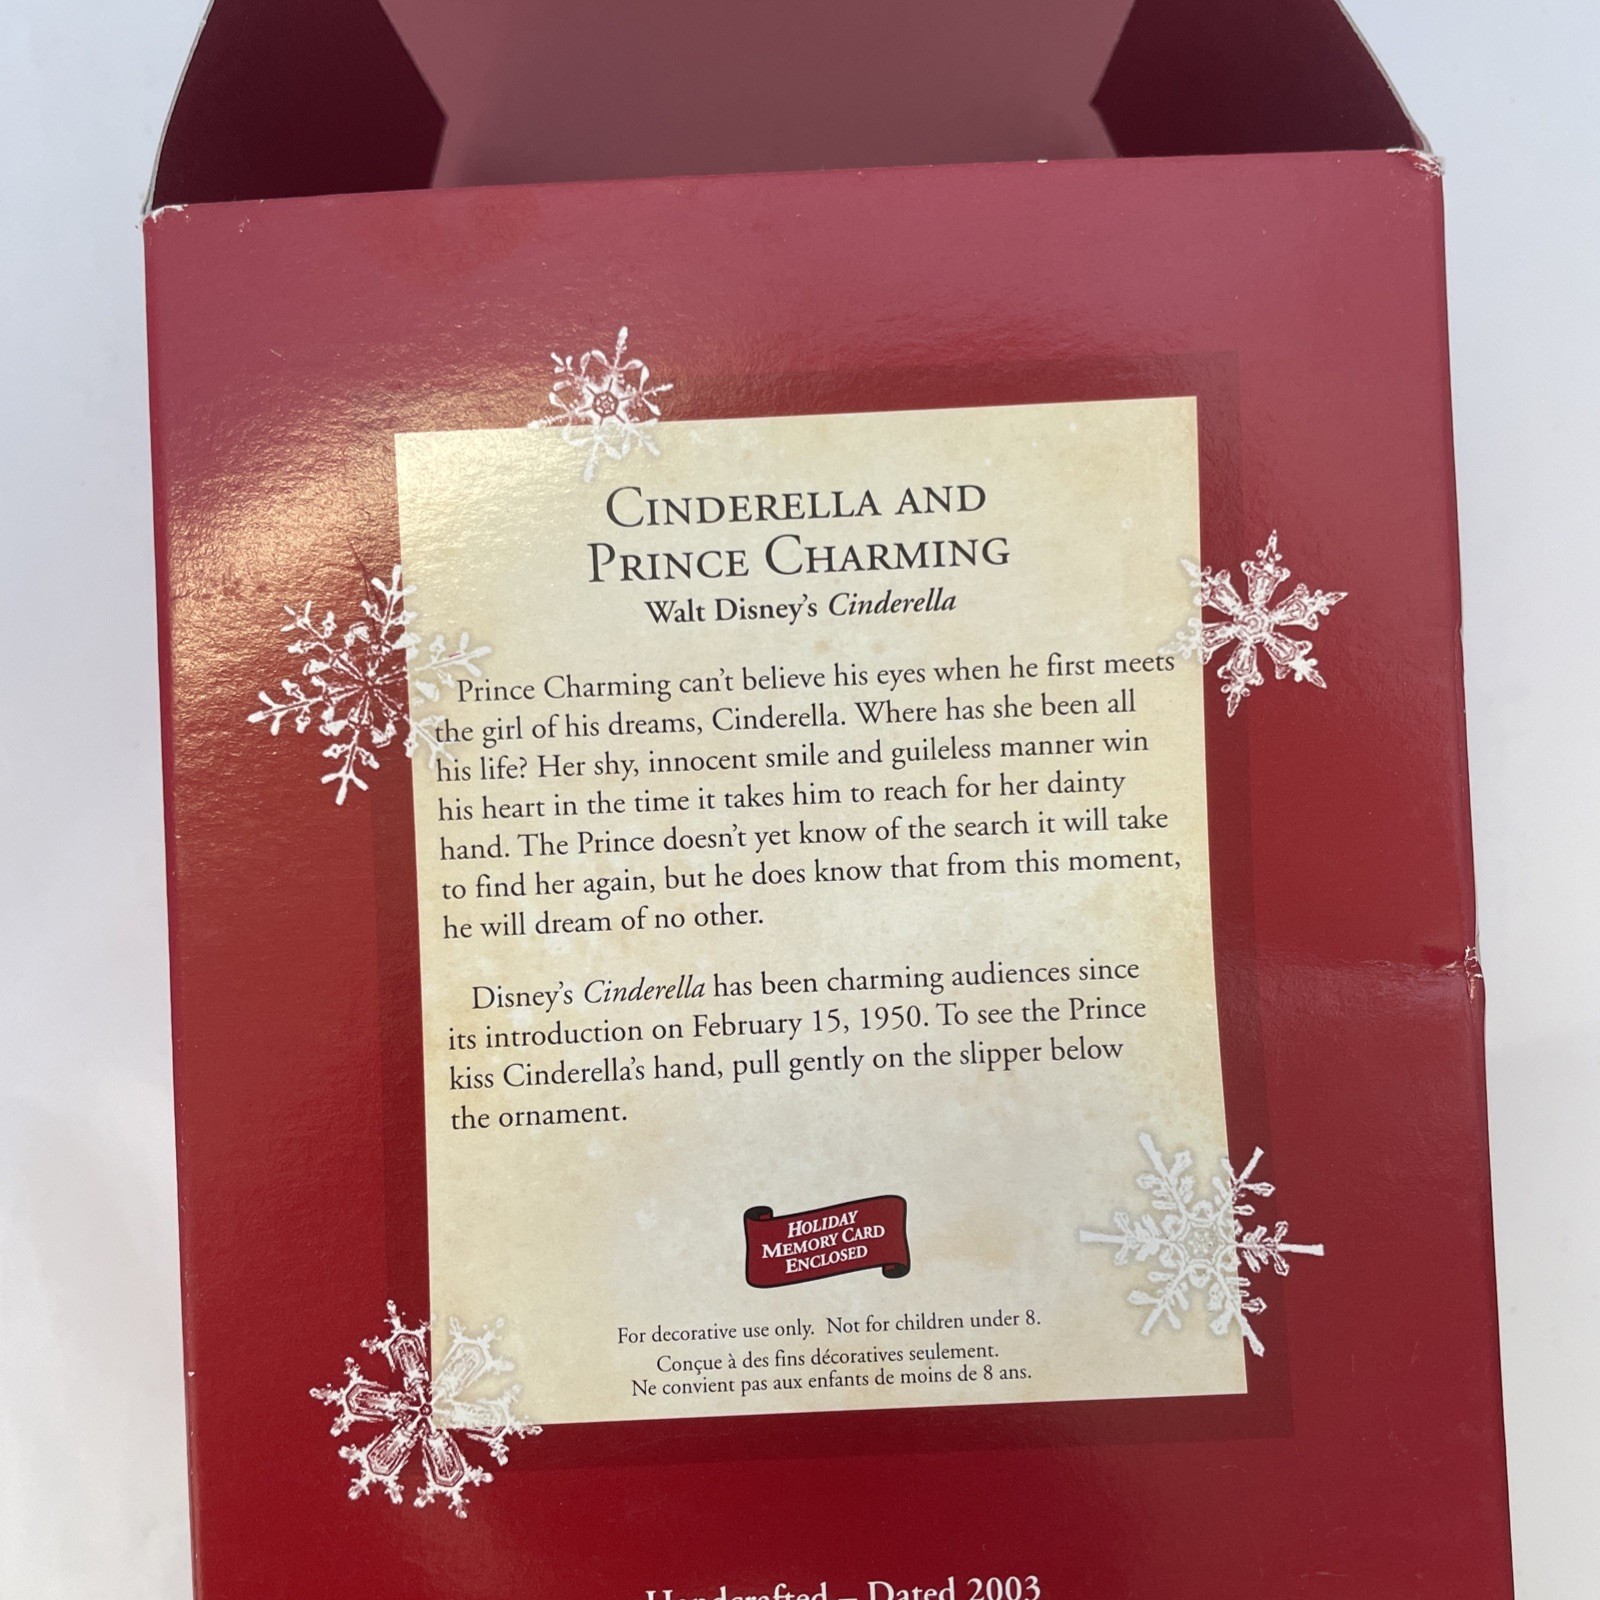 CINDERELLA AND
PRINCE CHARMING
Walt Disney's Cinderella
Prince Charming can't believe his eyes when he first meets
the girl of his dreams, Cinderella. Where has she been all
his life? Her shy, innocent smile and guileless manner win
his heart in the time it takes him to reach for her dainty
hand. The Prince doesn't yet know of the search it will take
to find her again, but he does know that from this moment,
he will dream of no other.
Disney's Cinderella has been charming audiences since
its introduction on February 15, 1950. To see the Prince
kiss Cinderella's hand, pull gently on the slipper below
the ornament.
HOLIDAY
MEMORY CARD
ENCLOSED
For decorative use only. Not for children under 8.
Conçue à des fins décoratives seulement.
Ne convient pas aux enfants de moins de 8 ans.
Handcrafted – Dated 2003